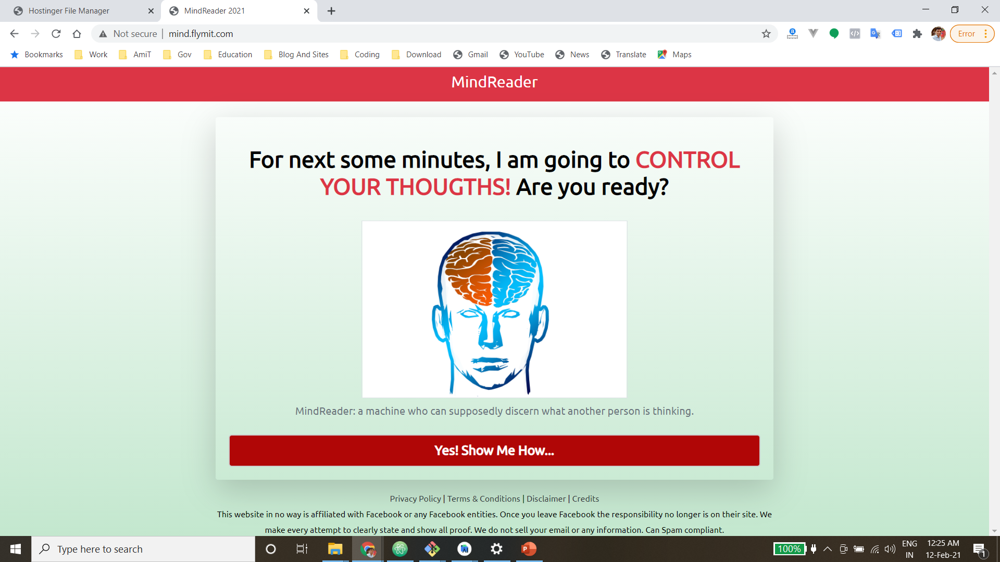 Hostinger File Manager
MindReader 2021
Not secure
mind.flymit.com
Error
Bookmarks
Work
AmiT
Gov
Education
Blog And Sites
Coding
Download
Gmail
YouTube
News
Translate
Maps
MindReader
For next some minutes, I am going to CONTROL
YOUR THOUGTHS! Are you ready?
MindReader: a machine who can supposedly discern what another person is thinking.
Yes! Show Me How...
Privacy Policy | Terms & Conditions | Disclaimer | Credits
This website in no way is affiliated with Facebook or any Facebook entities. Once you leave Facebook the responsibility no longer is on their site. We
make every attempt to clearly state and show all proof. We do not sell your email or any information. Can Spam compliant.
Type here to search
100%
ENG
IN
12:25 AM
12-Feb-21
1